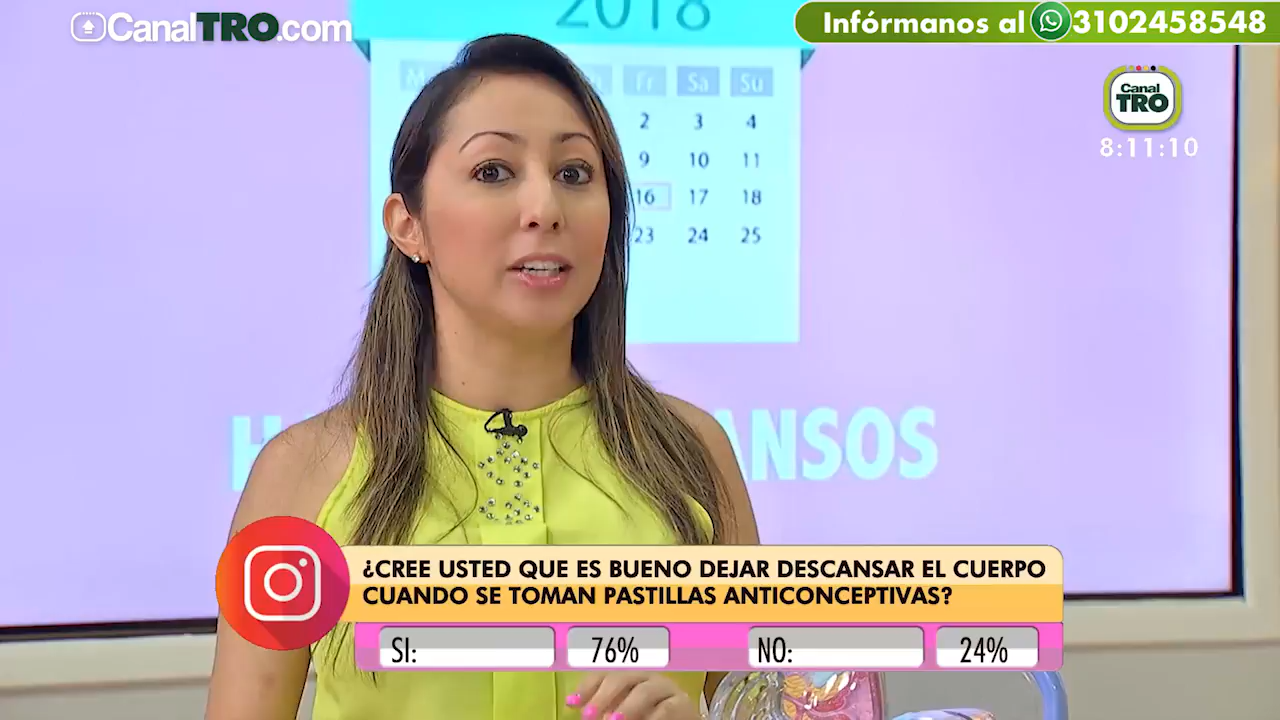 CanalTRO.com
Infórmanos al 3102458548
2018
Canal
TRO
8:11:10
Fr Sa Su
2 3 4
9 10 11
16 17 18
23 24 25
ANSOS
¿CREE USTED QUE ES BUENO DEJAR DESCANSAR EL CUERPO
CUANDO SE TOMAN PASTILLAS ANTICONCEPTIVAS?
SI: 76% NO: 24%